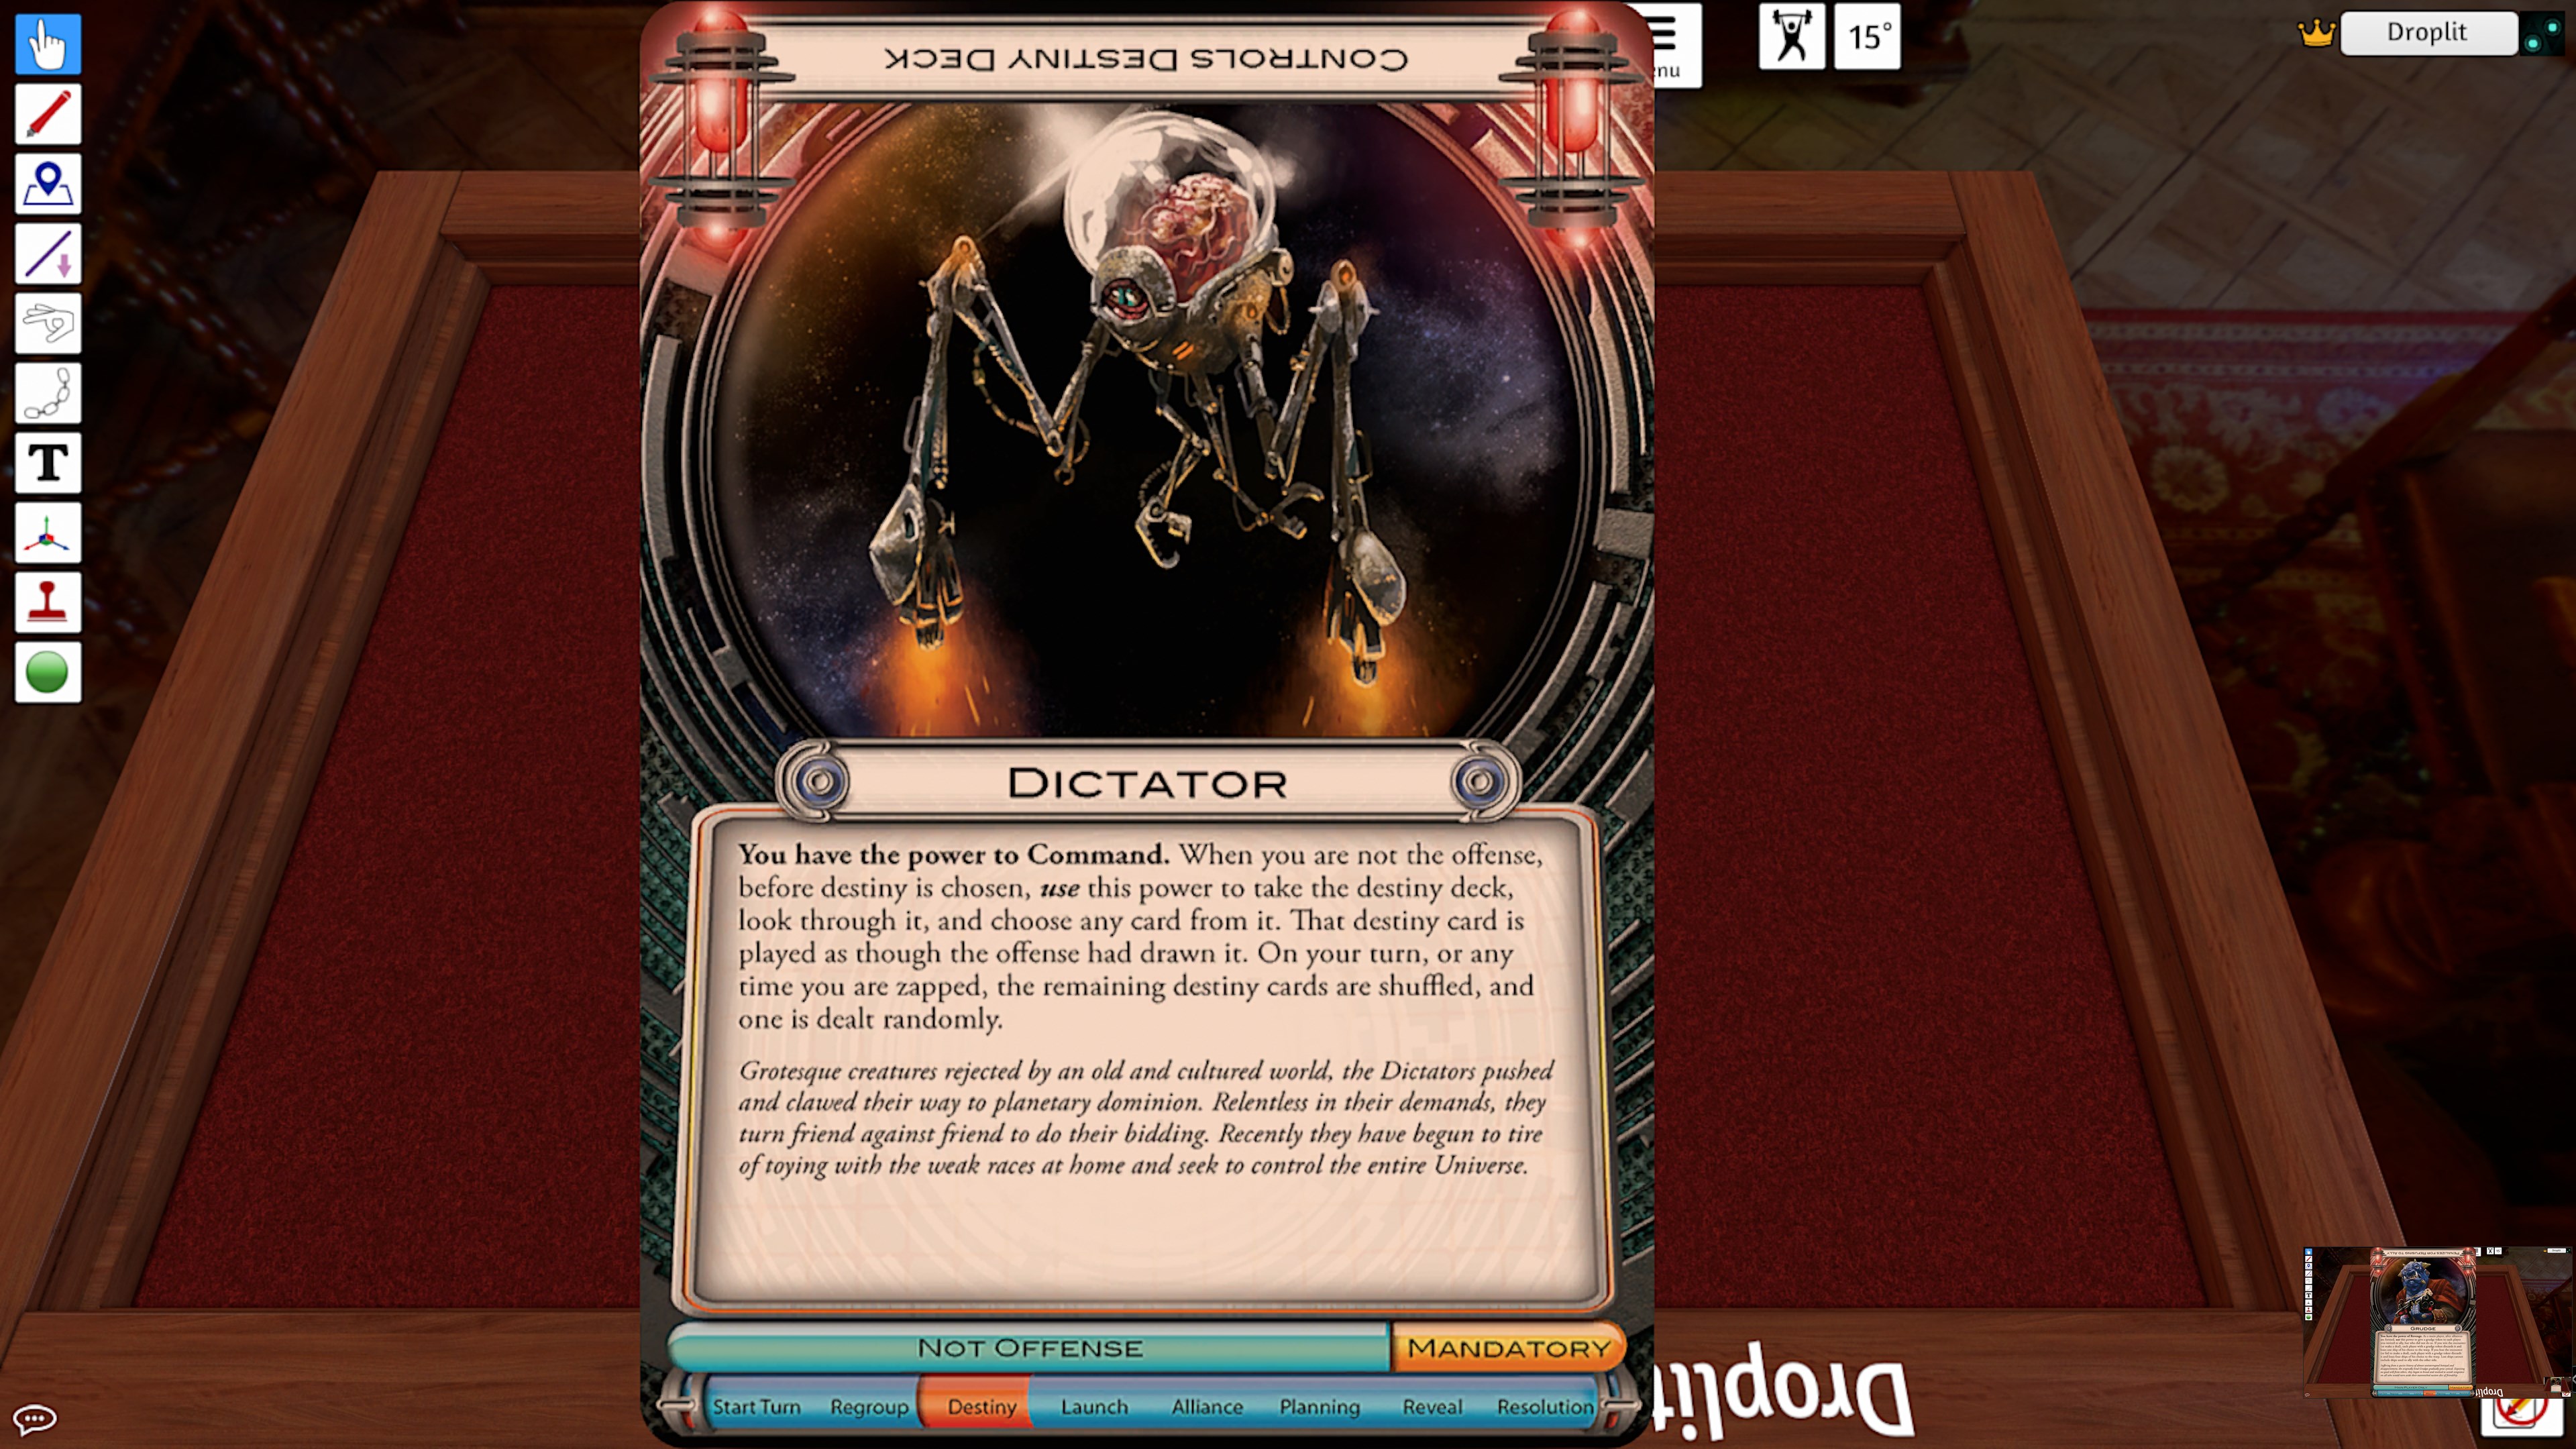 CONTROLS DESTINY DECK
nu
15°
Droplit
T
DICTATOR
You have the power to Command. When you are not the offense,
before destiny is chosen, use this power to take the destiny deck,
look through it, and choose any card from it. That destiny card is
played as though the offense had drawn it. On your turn, or any
time you are zapped, the remaining destiny cards are shuffled, and
one is dealt randomly.
Grotesque creatures rejected by an old and cultured world, the Dictators pushed
and clawed their way to planetary dominion. Relentless in their demands, they
turn friend against friend to do their bidding. Recently they have begun to tire
of toying with the weak races at home and seek to control the entire Universe.
NOT OFFENSE MANDATORY
Start Turn Regroup Destiny Launch Alliance Planning Reveal Resolution
Droplit
GRUDGE